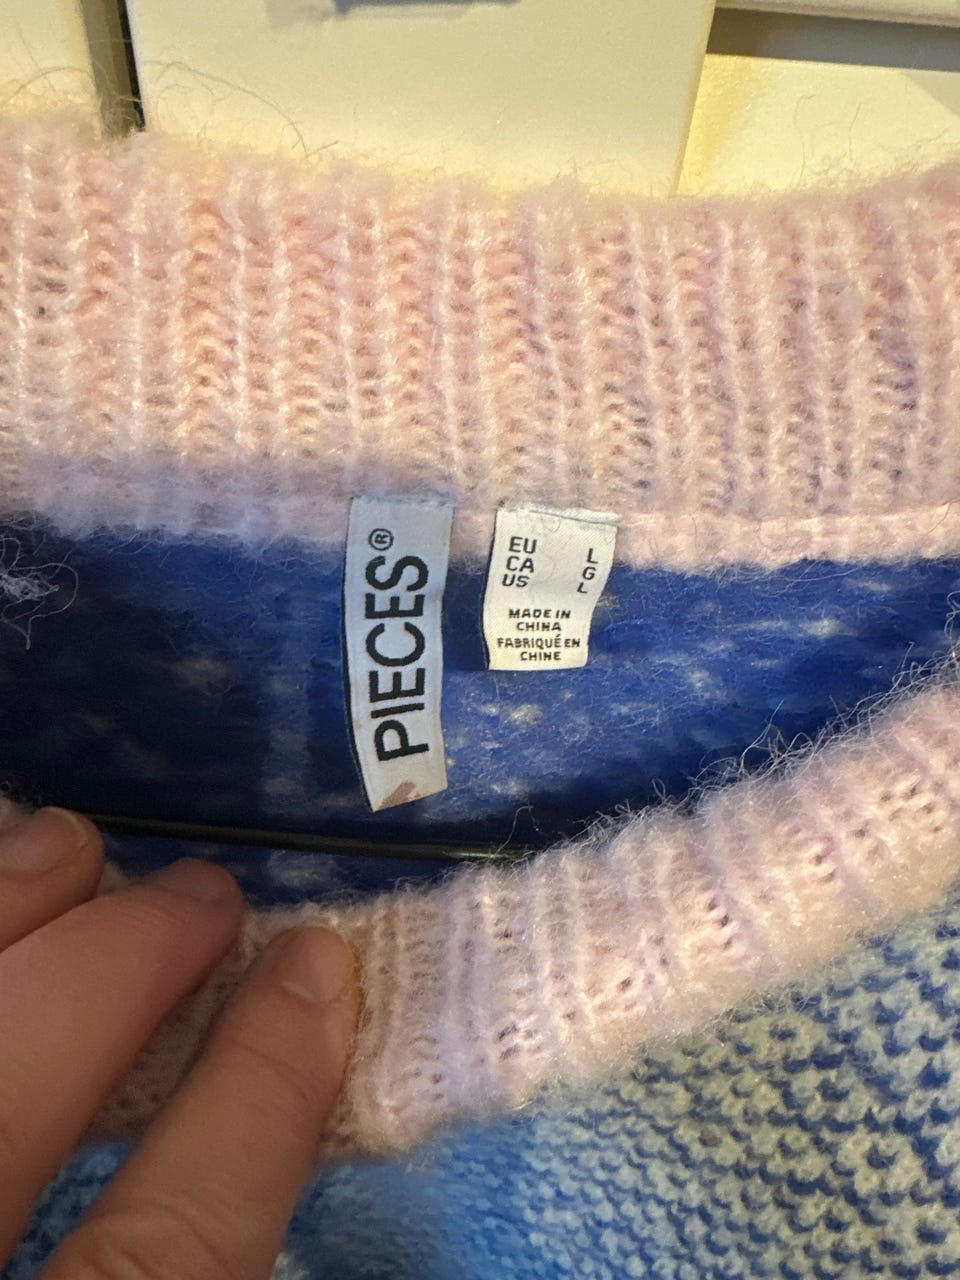 PIECES®
EU L
CA G
US L
MADE IN
CHINA
FABRIQUÉ EN
CHINE